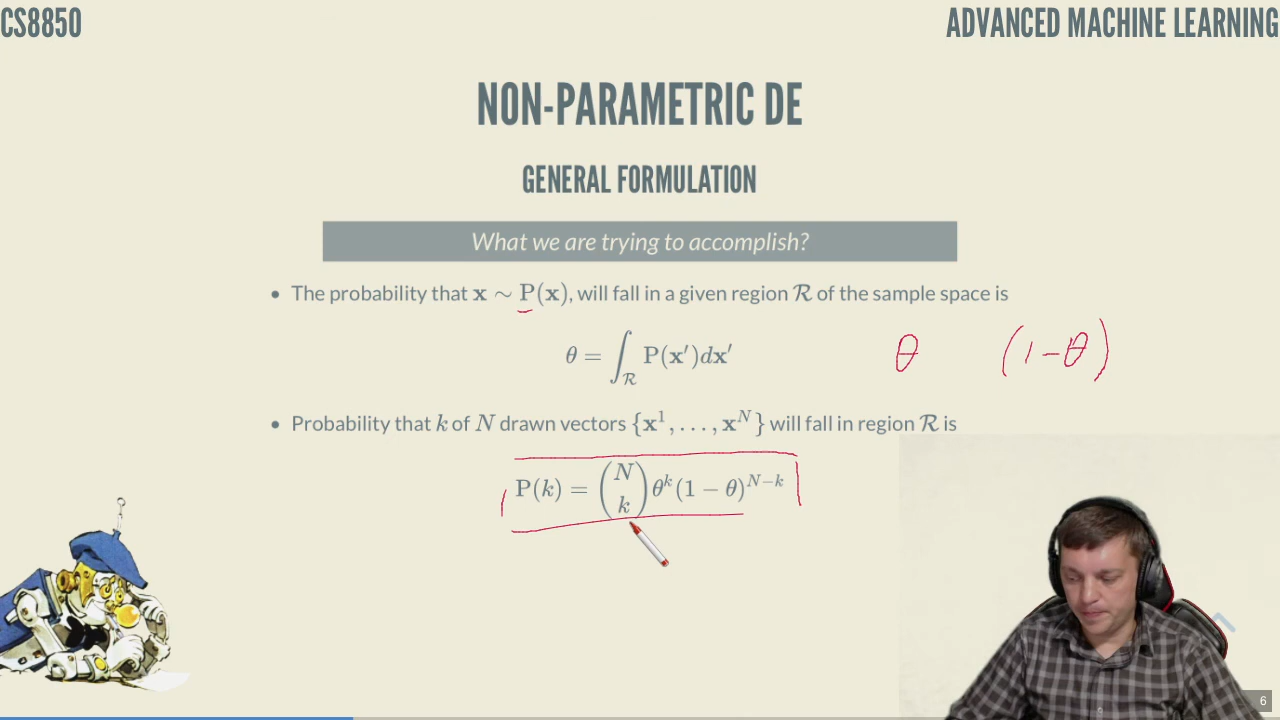 CS8850
ADVANCED MACHINE LEARNING
NON-PARAMETRIC DE
GENERAL FORMULATION
What we are trying to accomplish?
• The probability that x ∼ P(x), will fall in a given region R of the sample space is
θ = ∫_R P(x′)dx′
θ (1-θ)
• Probability that k of N drawn vectors {x¹, . . . , x^N} will fall in region R is
P(k) = (N k) θ^k (1 − θ)^{N−k}
6